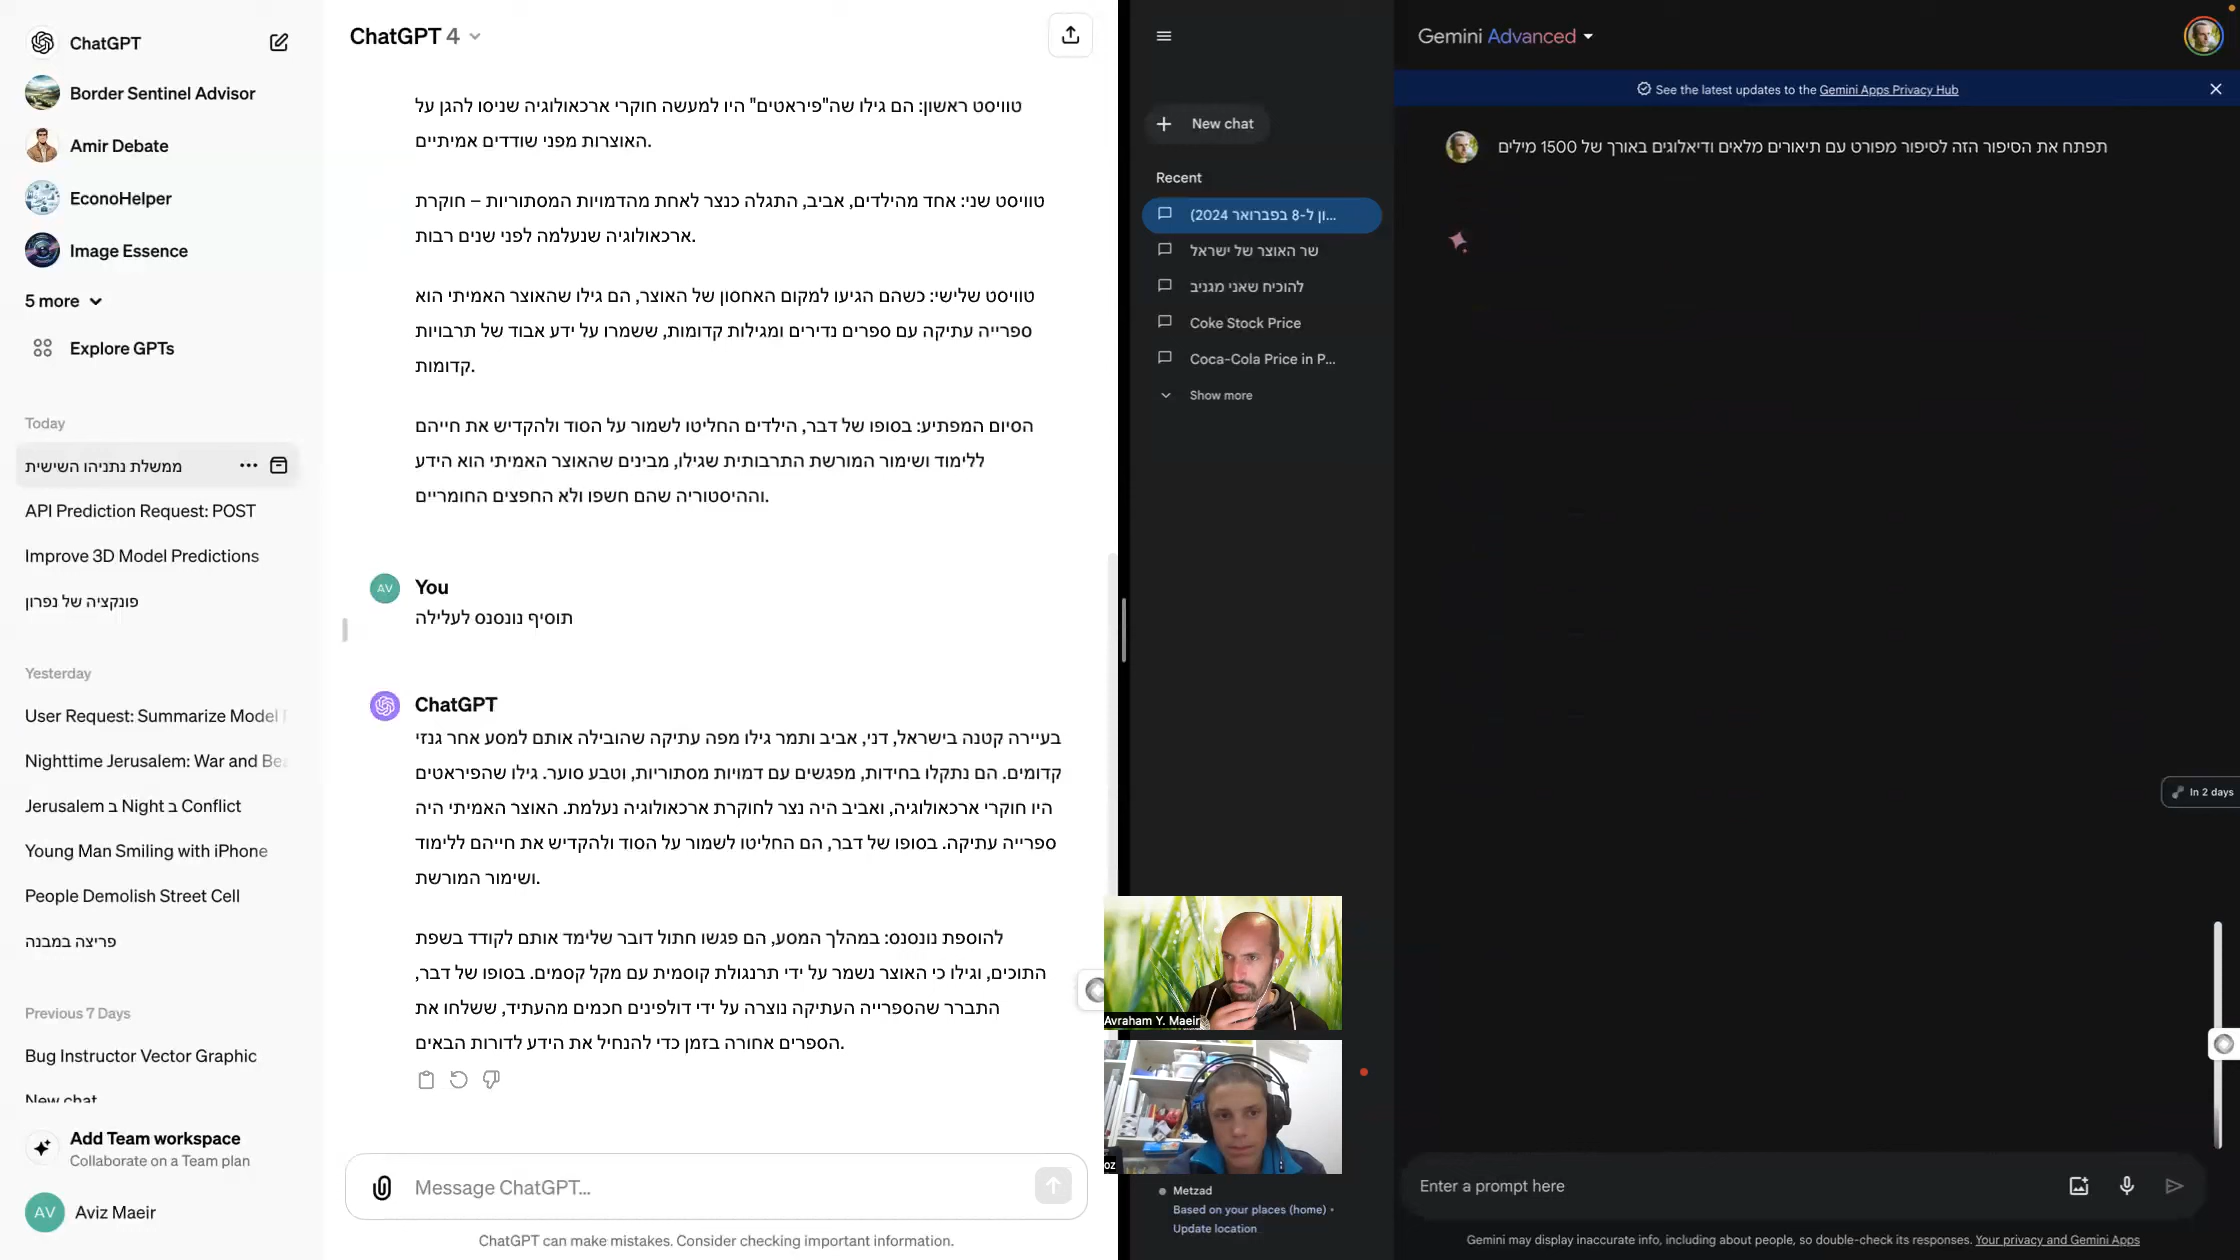 ChatGPT
Border Sentinel Advisor
Amir Debate
EconoHelper
Image Essence
5 more
Explore GPTs
Today
ממשלת נתניהו השישית
API Prediction Request: POST
Improve 3D Model Predictions
פונקציה של נפרון
Yesterday
User Request: Summarize Model
Nighttime Jerusalem: War and Bea
Jerusalem ב Night ב Conflict
Young Man Smiling with iPhone
People Demolish Street Cell
פריצה במבנה
Previous 7 Days
Bug Instructor Vector Graphic
New chat
Add Team workspace
Collaborate on a Team plan
AV Aviz Maeir
ChatGPT 4
טוויסט ראשון: הם גילו שה"פיראטים" היו למעשה חוקרי ארכאולוגיה שניסו להגן על
האוצרות מפני שודדים אמיתיים.
טוויסט שני: אחד מהילדים, אביב, התגלה כנצר לאחת מהדמויות המסתוריות – חוקרת
ארכאולוגיה שנעלמה לפני שנים רבות.
טוויסט שלישי: כשהם הגיעו למקום האחסון של האוצר, הם גילו שהאוצר האמיתי הוא
ספרייה עתיקה עם ספרים נדירים ומגילות קדומות, ששמרו על ידע אבוד של תרבויות
קדומות.
הסיום המפתיע: בסופו של דבר, הילדים החליטו לשמור על הסוד ולהקדיש את חייהם
ללימוד ושימור המורשת התרבותית שגילו, מבינים שהאוצר האמיתי הוא הידע
וההיסטוריה שהם חשפו ולא החפצים החומריים.
AV You
תוסיף נונסנס לעלילה
ChatGPT
בעיירה קטנה בישראל, דני, אביב ותמר גילו מפה עתיקה שהובילה אותם למסע אחר גנזי
קדומים. הם נתקלו בחידות, מפגשים עם דמויות מסתוריות, וטבע סוער. גילו שהפיראטים
היו חוקרי ארכאולוגיה, ואביב היה נצר לחוקרת ארכאולוגיה נעלמת. האוצר האמיתי היה
ספרייה עתיקה. בסופו של דבר, הם החליטו לשמור על הסוד ולהקדיש את חייהם ללימוד
ושימור המורשת.
להוספת נונסנס: במהלך המסע, הם פגשו חתול דובר שלימד אותם לקודד בשפת
התוכים, וגילו כי האוצר נשמר על ידי תרנגולת קוסמית עם מקל קסמים. בסופו של דבר,
התברר שהספרייה העתיקה נוצרה על ידי דולפינים חכמים מהעתיד, ששלחו את
הספרים אחורה בזמן כדי להנחיל את הידע לדורות הבאים.
Message ChatGPT...
ChatGPT can make mistakes. Consider checking important information.
New chat
Recent
ון ל-8 בפברואר 2024)...
שר האוצר של ישראל
להוכיח שאני מגניב
Coke Stock Price
Coca-Cola Price in P...
Show more
Avraham Y. Maeir
oz
Metzad
Based on your places (home) •
Update location
Gemini Advanced
See the latest updates to the Gemini Apps Privacy Hub
תפתח את הסיפור הזה לסיפור מפורט עם תיאורים מלאים ודיאלוגים באורך של 1500 מילים
In 2 days
Enter a prompt here
Gemini may display inaccurate info, including about people, so double-check its responses. Your privacy and Gemini Apps